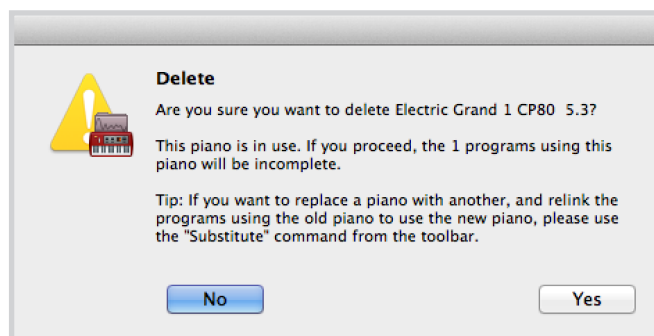 Delete
Are you sure you want to delete Electric Grand 1 CP80  5.3?
This piano is in use. If you proceed, the 1 programs using this
piano will be incomplete.
Tip: If you want to replace a piano with another, and relink the
programs using the old piano to use the new piano, please use
the "Substitute" command from the toolbar.
No Yes